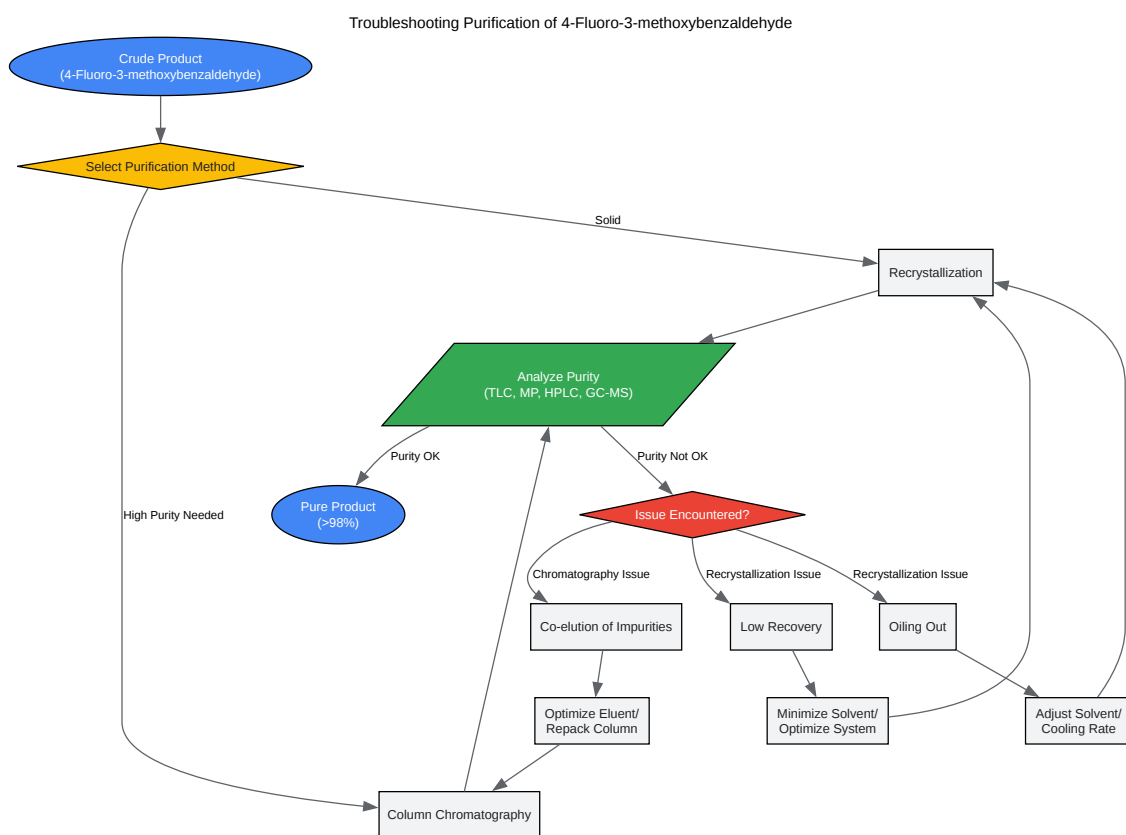 Troubleshooting Purification of 4-Fluoro-3-methoxybenzaldehyde
Crude Product
(4-Fluoro-3-methoxybenzaldehyde)
Select Purification Method
Solid
Recrystallization
Analyze Purity
(TLC, MP, HPLC, GC-MS)
Purity OK
Purity Not OK
Pure Product
(>98%)
High Purity Needed
Issue Encountered?
Chromatography Issue
Recrystallization Issue
Recrystallization Issue
Co-elution of Impurities
Low Recovery
Oiling Out
Optimize Eluent/
Repack Column
Minimize Solvent/
Optimize System
Adjust Solvent/
Cooling Rate
Column Chromatography